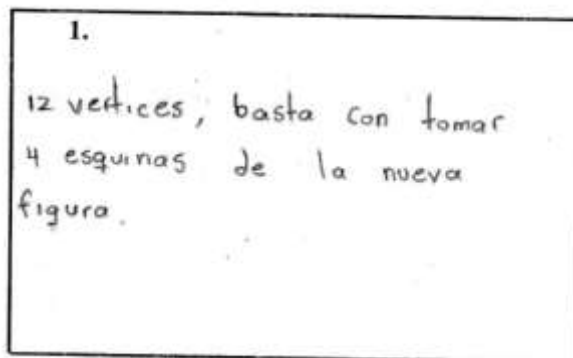 1.
12 vertices, basta con tomar
4 esquinas de la nueva
figura.